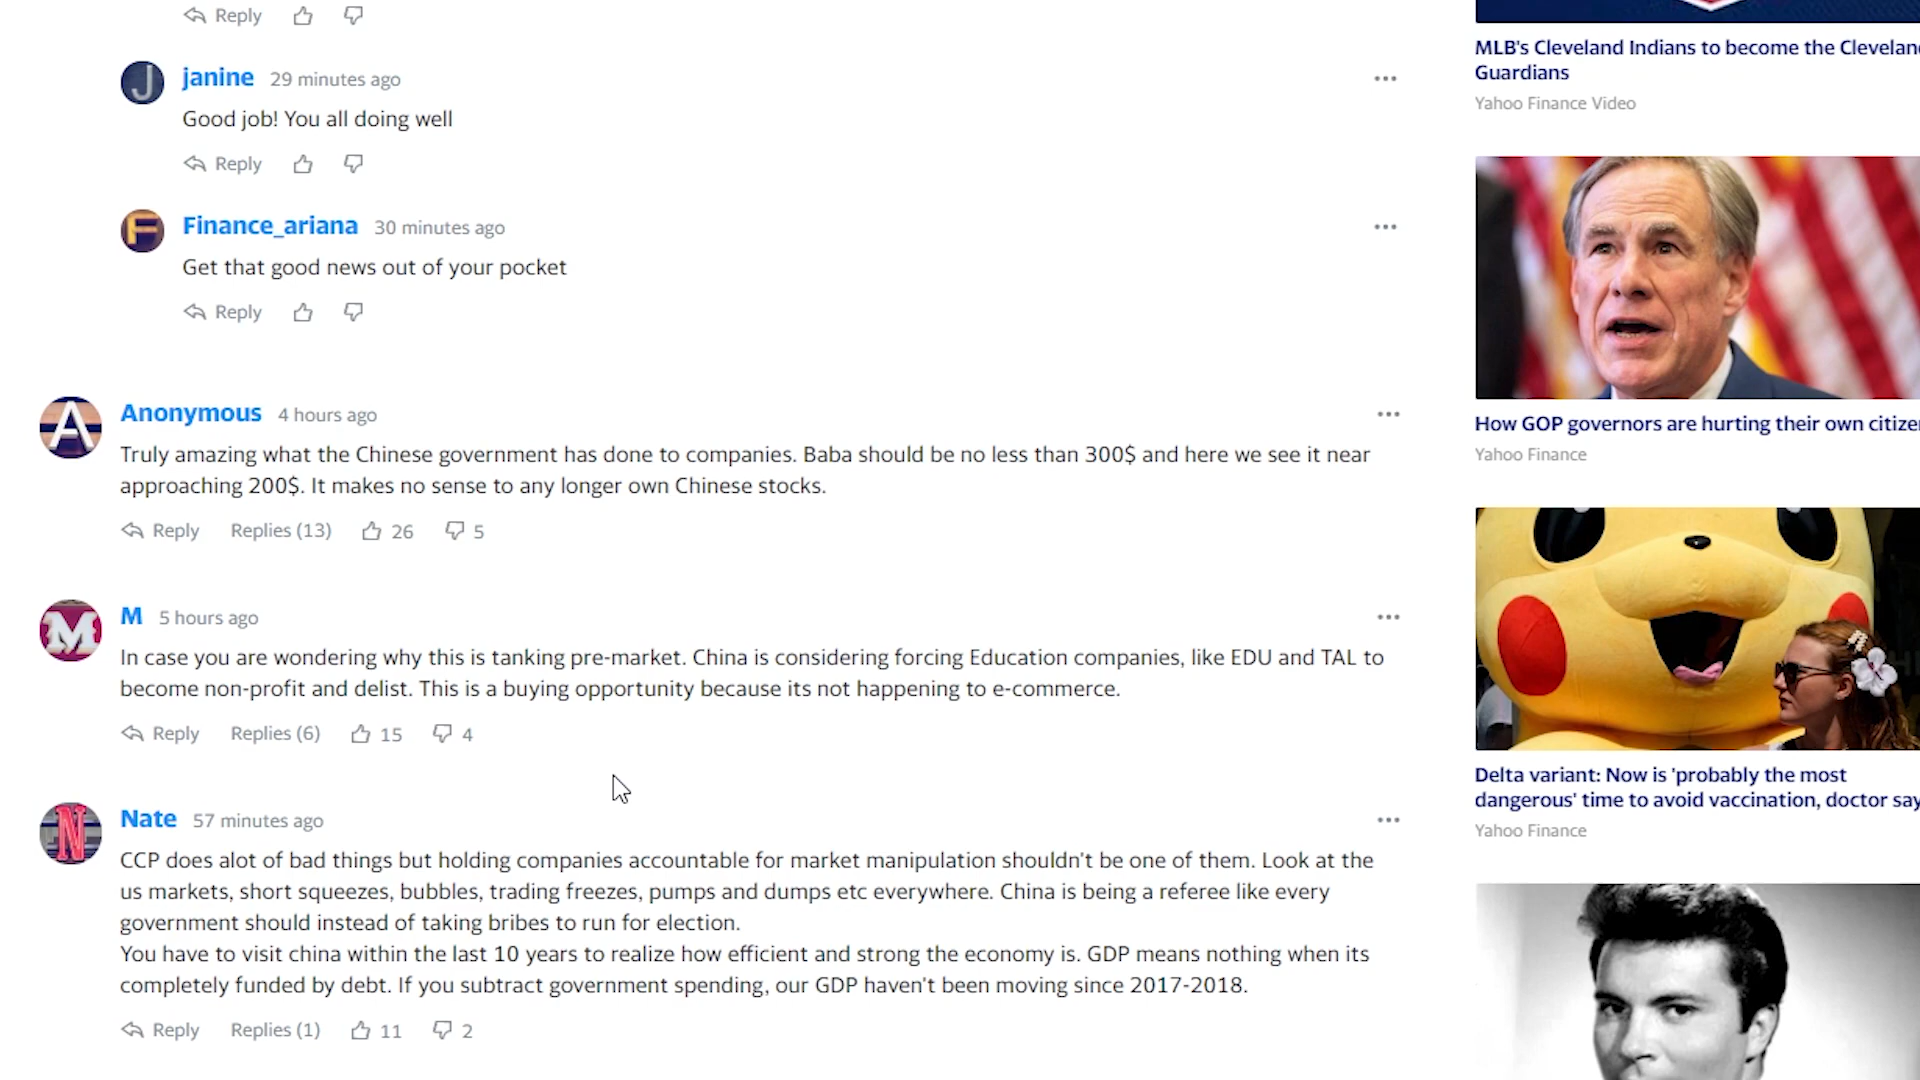 Reply
janine 29 minutes ago
Good job! You all doing well
Reply
Finance_ariana 30 minutes ago
Get that good news out of your pocket
Reply
Anonymous 4 hours ago
Truly amazing what the Chinese government has done to companies. Baba should be no less than 300$ and here we see it near
approaching 200$. It makes no sense to any longer own Chinese stocks.
Reply Replies (13) 26 5
M 5 hours ago
In case you are wondering why this is tanking pre-market. China is considering forcing Education companies, like EDU and TAL to
become non-profit and delist. This is a buying opportunity because its not happening to e-commerce.
Reply Replies (6) 15 4
Nate 57 minutes ago
CCP does alot of bad things but holding companies accountable for market manipulation shouldn't be one of them. Look at the
us markets, short squeezes, bubbles, trading freezes, pumps and dumps etc everywhere. China is being a referee like every
government should instead of taking bribes to run for election.
You have to visit china within the last 10 years to realize how efficient and strong the economy is. GDP means nothing when its
completely funded by debt. If you subtract government spending, our GDP haven't been moving since 2017-2018.
Reply Replies (1) 11 2
MLB's Cleveland Indians to become the Clevelan
Guardians
Yahoo Finance Video
How GOP governors are hurting their own citize
Yahoo Finance
Delta variant: Now is 'probably the most
dangerous' time to avoid vaccination, doctor say
Yahoo Finance
J
F
A
M
N